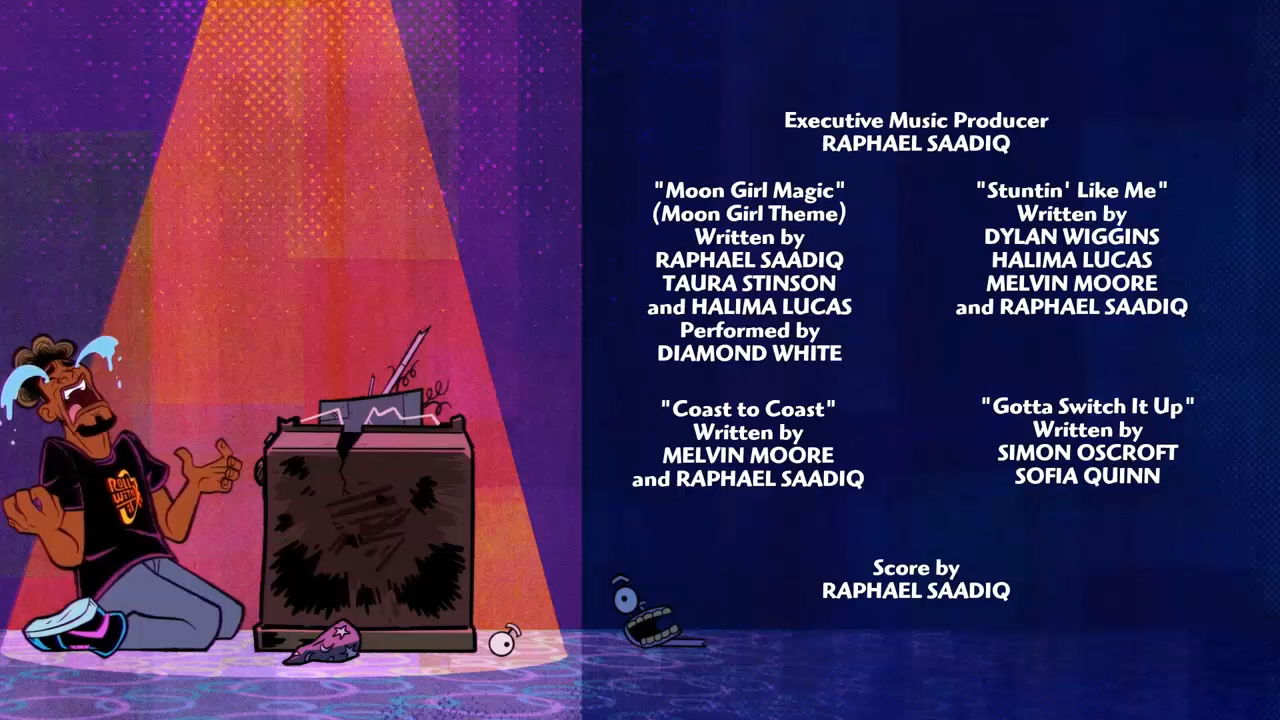 Executive Music Producer
RAPHAEL SAADIQ
"Moon Girl Magic"
(Moon Girl Theme)
Written by
RAPHAEL SAADIQ
TAURA STINSON
and HALIMA LUCAS
Performed by
DIAMOND WHITE
"Stuntin' Like Me"
Written by
DYLAN WIGGINS
HALIMA LUCAS
MELVIN MOORE
and RAPHAEL SAADIQ
"Coast to Coast"
Written by
MELVIN MOORE
and RAPHAEL SAADIQ
"Gotta Switch It Up"
Written by
SIMON OSCROFT
SOFIA QUINN
Score by
RAPHAEL SAADIQ
ROLL
WITH
it